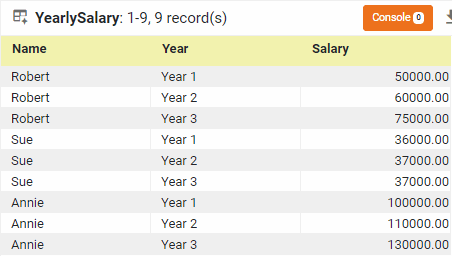 YearlySalary: 1-9, 9 record(s) Console 0
Name Year Salary
Robert Year 1 50000.00
Robert Year 2 60000.00
Robert Year 3 75000.00
Sue Year 1 36000.00
Sue Year 2 37000.00
Sue Year 3 37000.00
Annie Year 1 100000.00
Annie Year 2 110000.00
Annie Year 3 130000.00